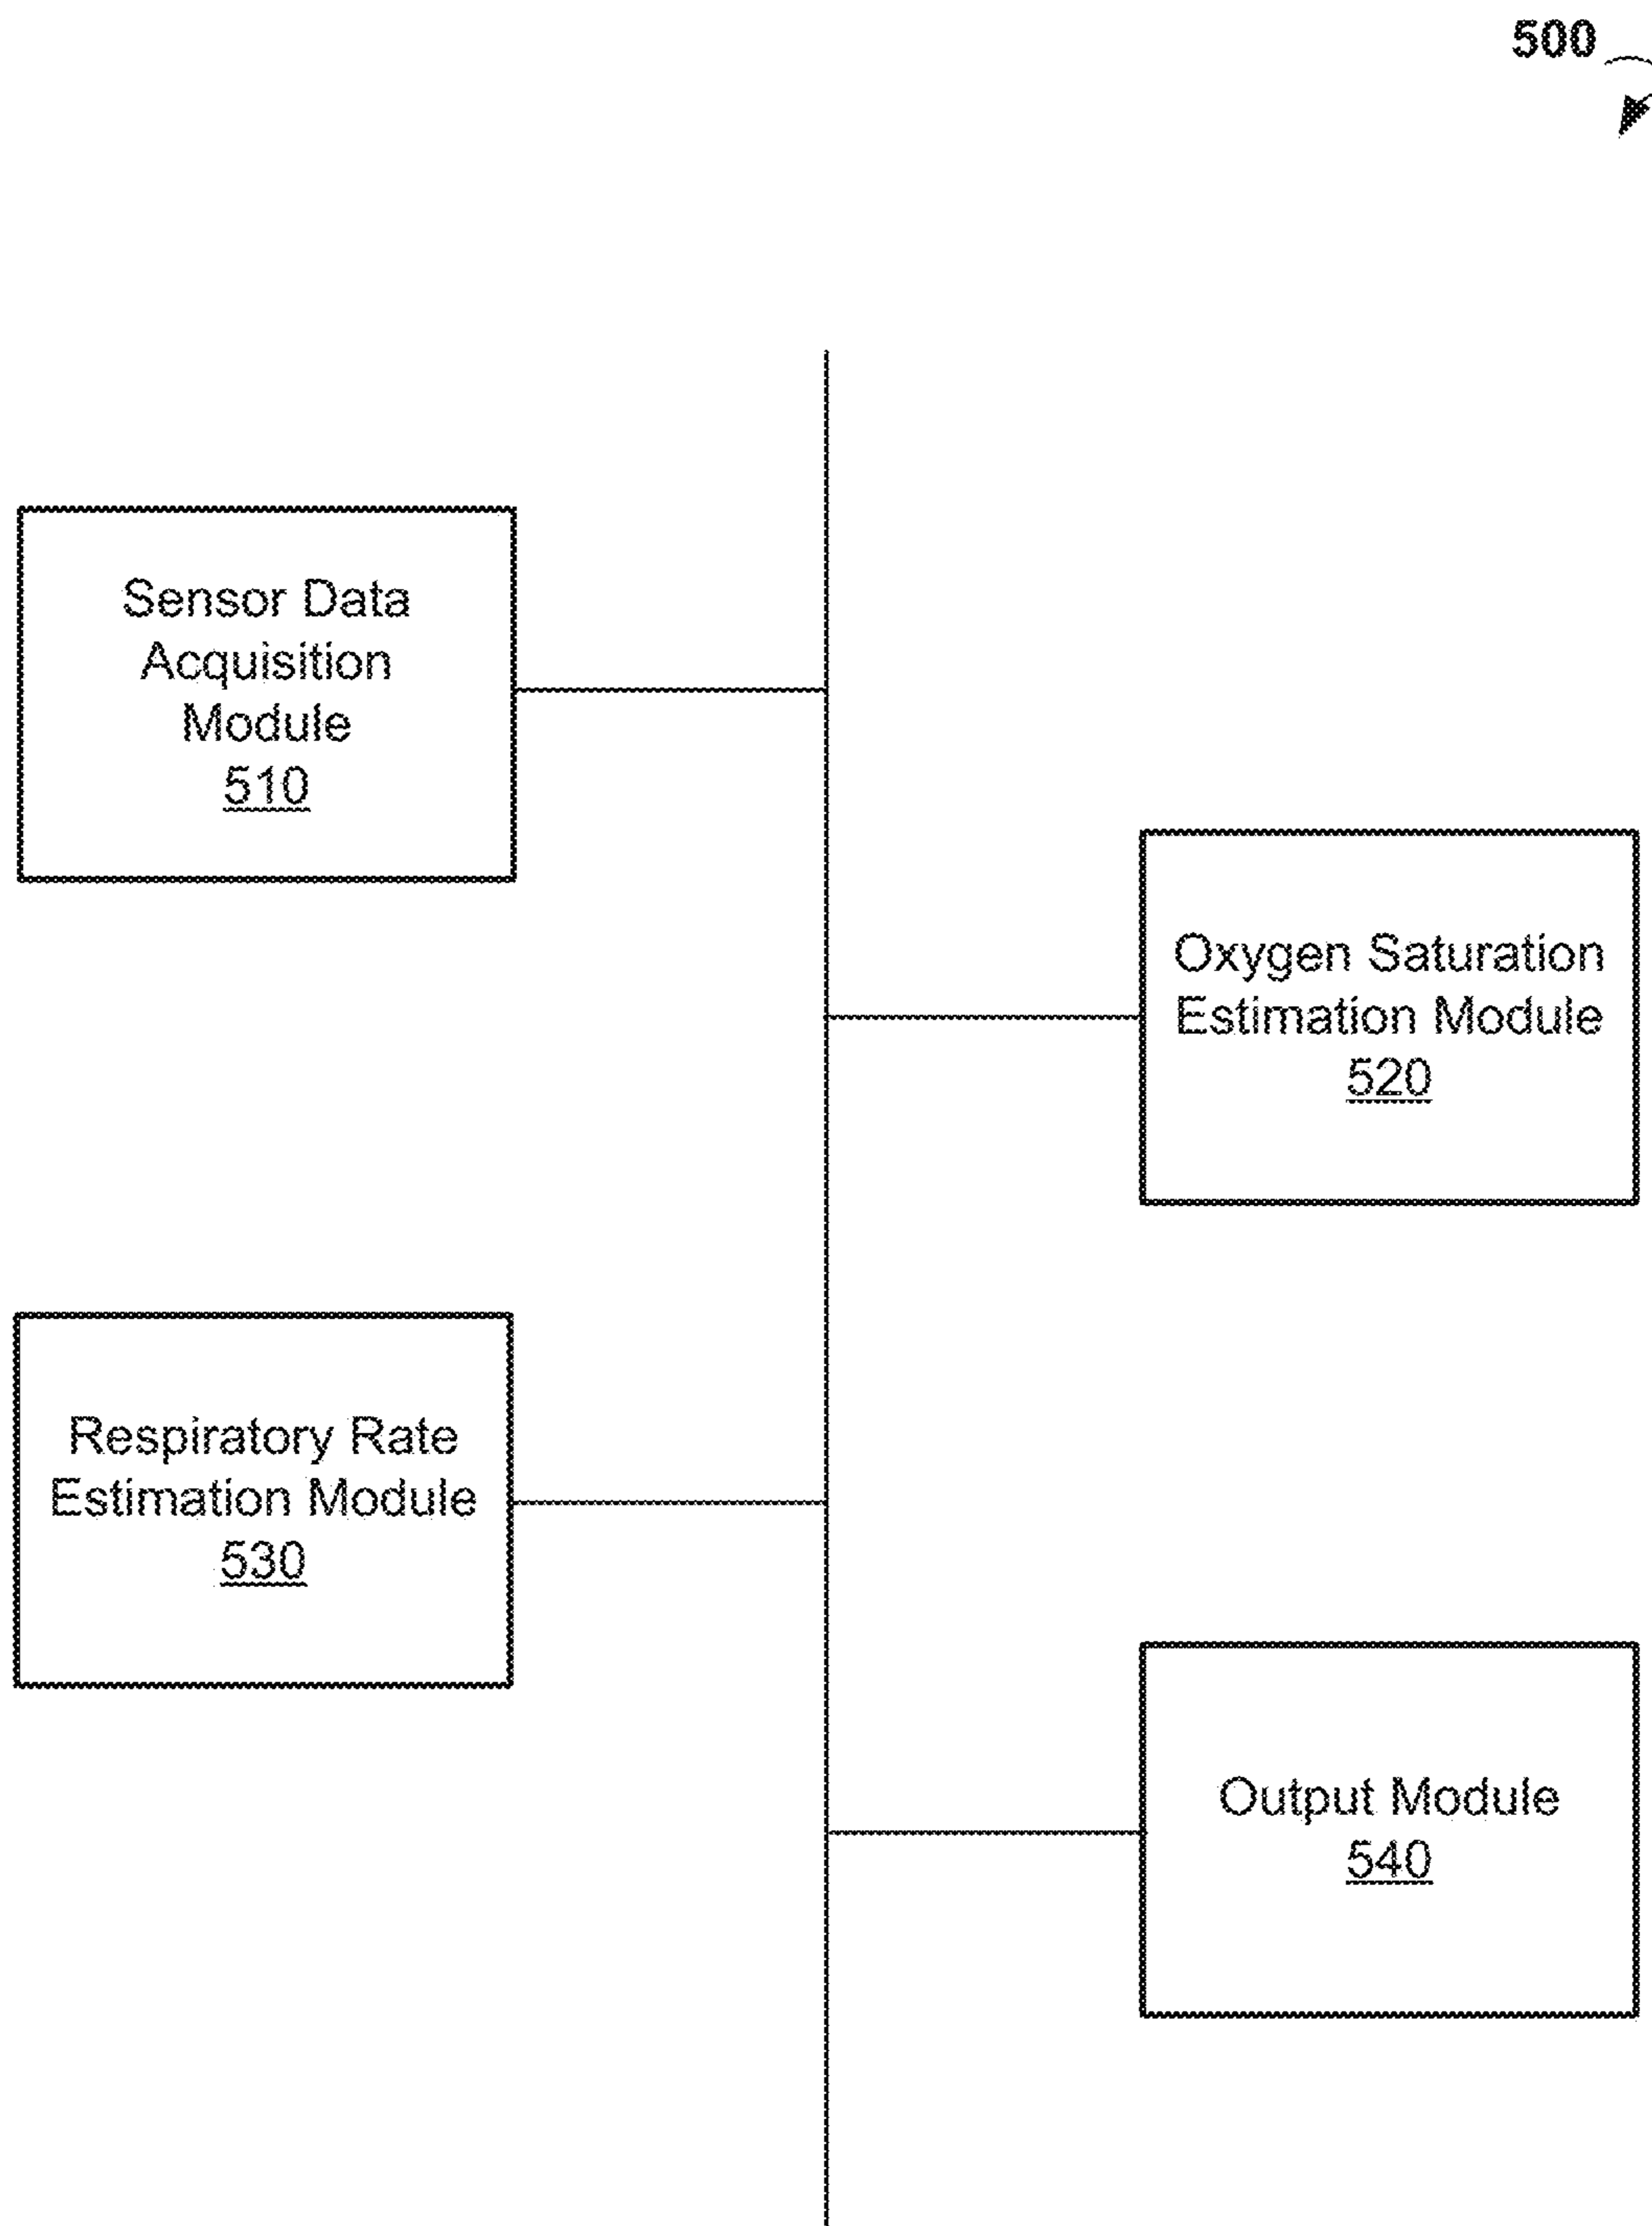 500
Sensor Data
Acquisition
Module
510
Oxygen Saturation
Estimation Module
520
Respiratory Rate
Estimation Module
530
Output Module
540